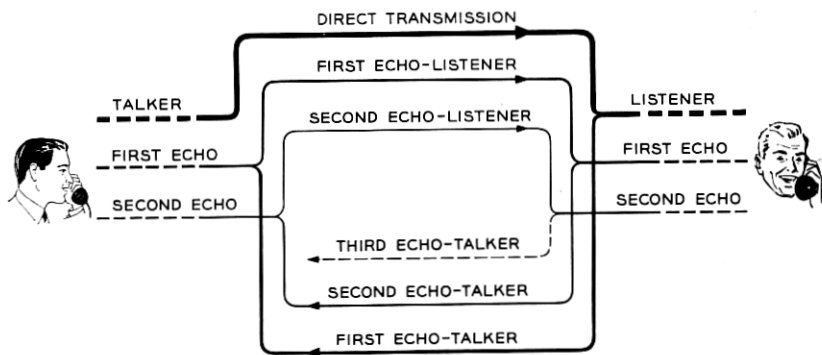 DIRECT TRANSMISSION
FIRST ECHO-LISTENER
TALKER
LISTENER
SECOND ECHO-LISTENER
FIRST ECHO
FIRST ECHO
SECOND ECHO
SECOND ECHO
THIRD ECHO-TALKER
SECOND ECHO-TALKER
FIRST ECHO-TALKER